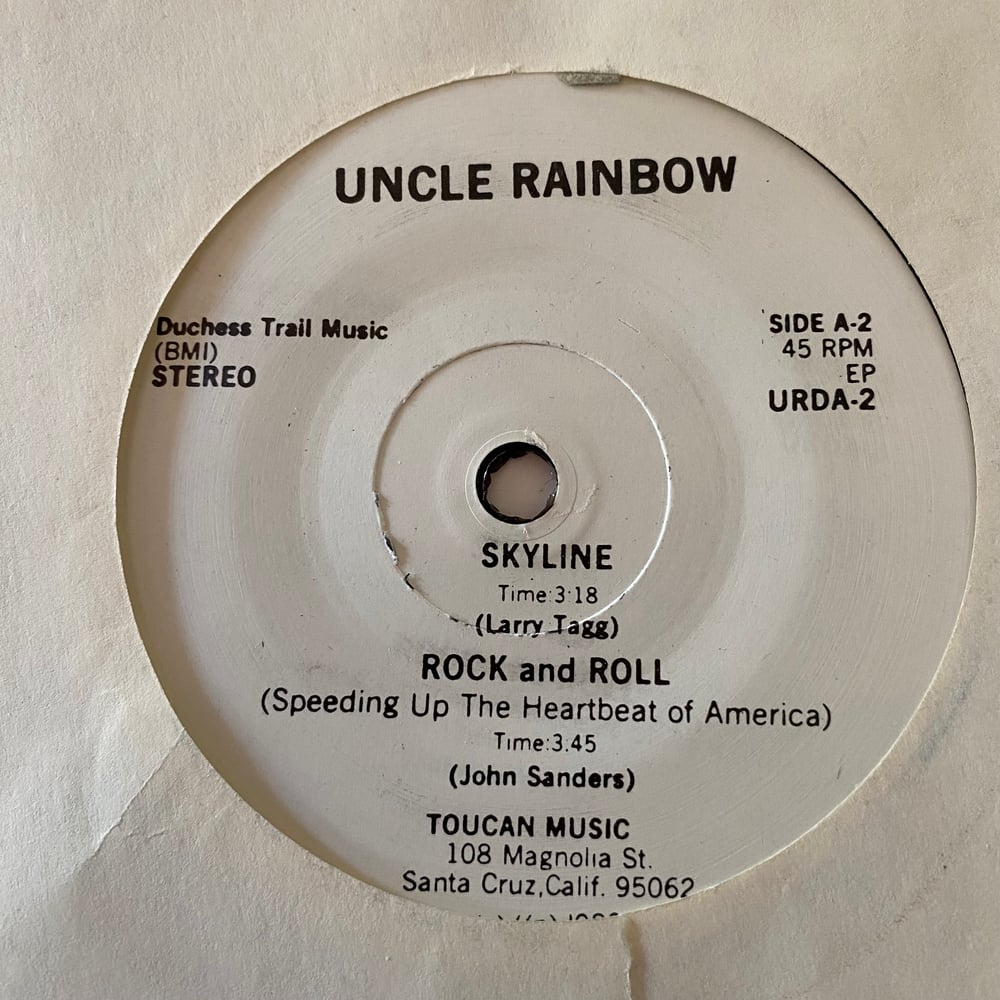 UNCLE RAINBOW
Duchess Trail Music
(BMI)
STEREO
SIDE A-2
45 RPM
EP
URDA-2
SKYLINE
Time:3:18
(Larry Tagg)
ROCK and ROLL
(Speeding Up The Heartbeat of America)
Time:3.45
(John Sanders)
TOUCAN MUSIC
108 Magnolia St.
Santa Cruz,Calif. 95062